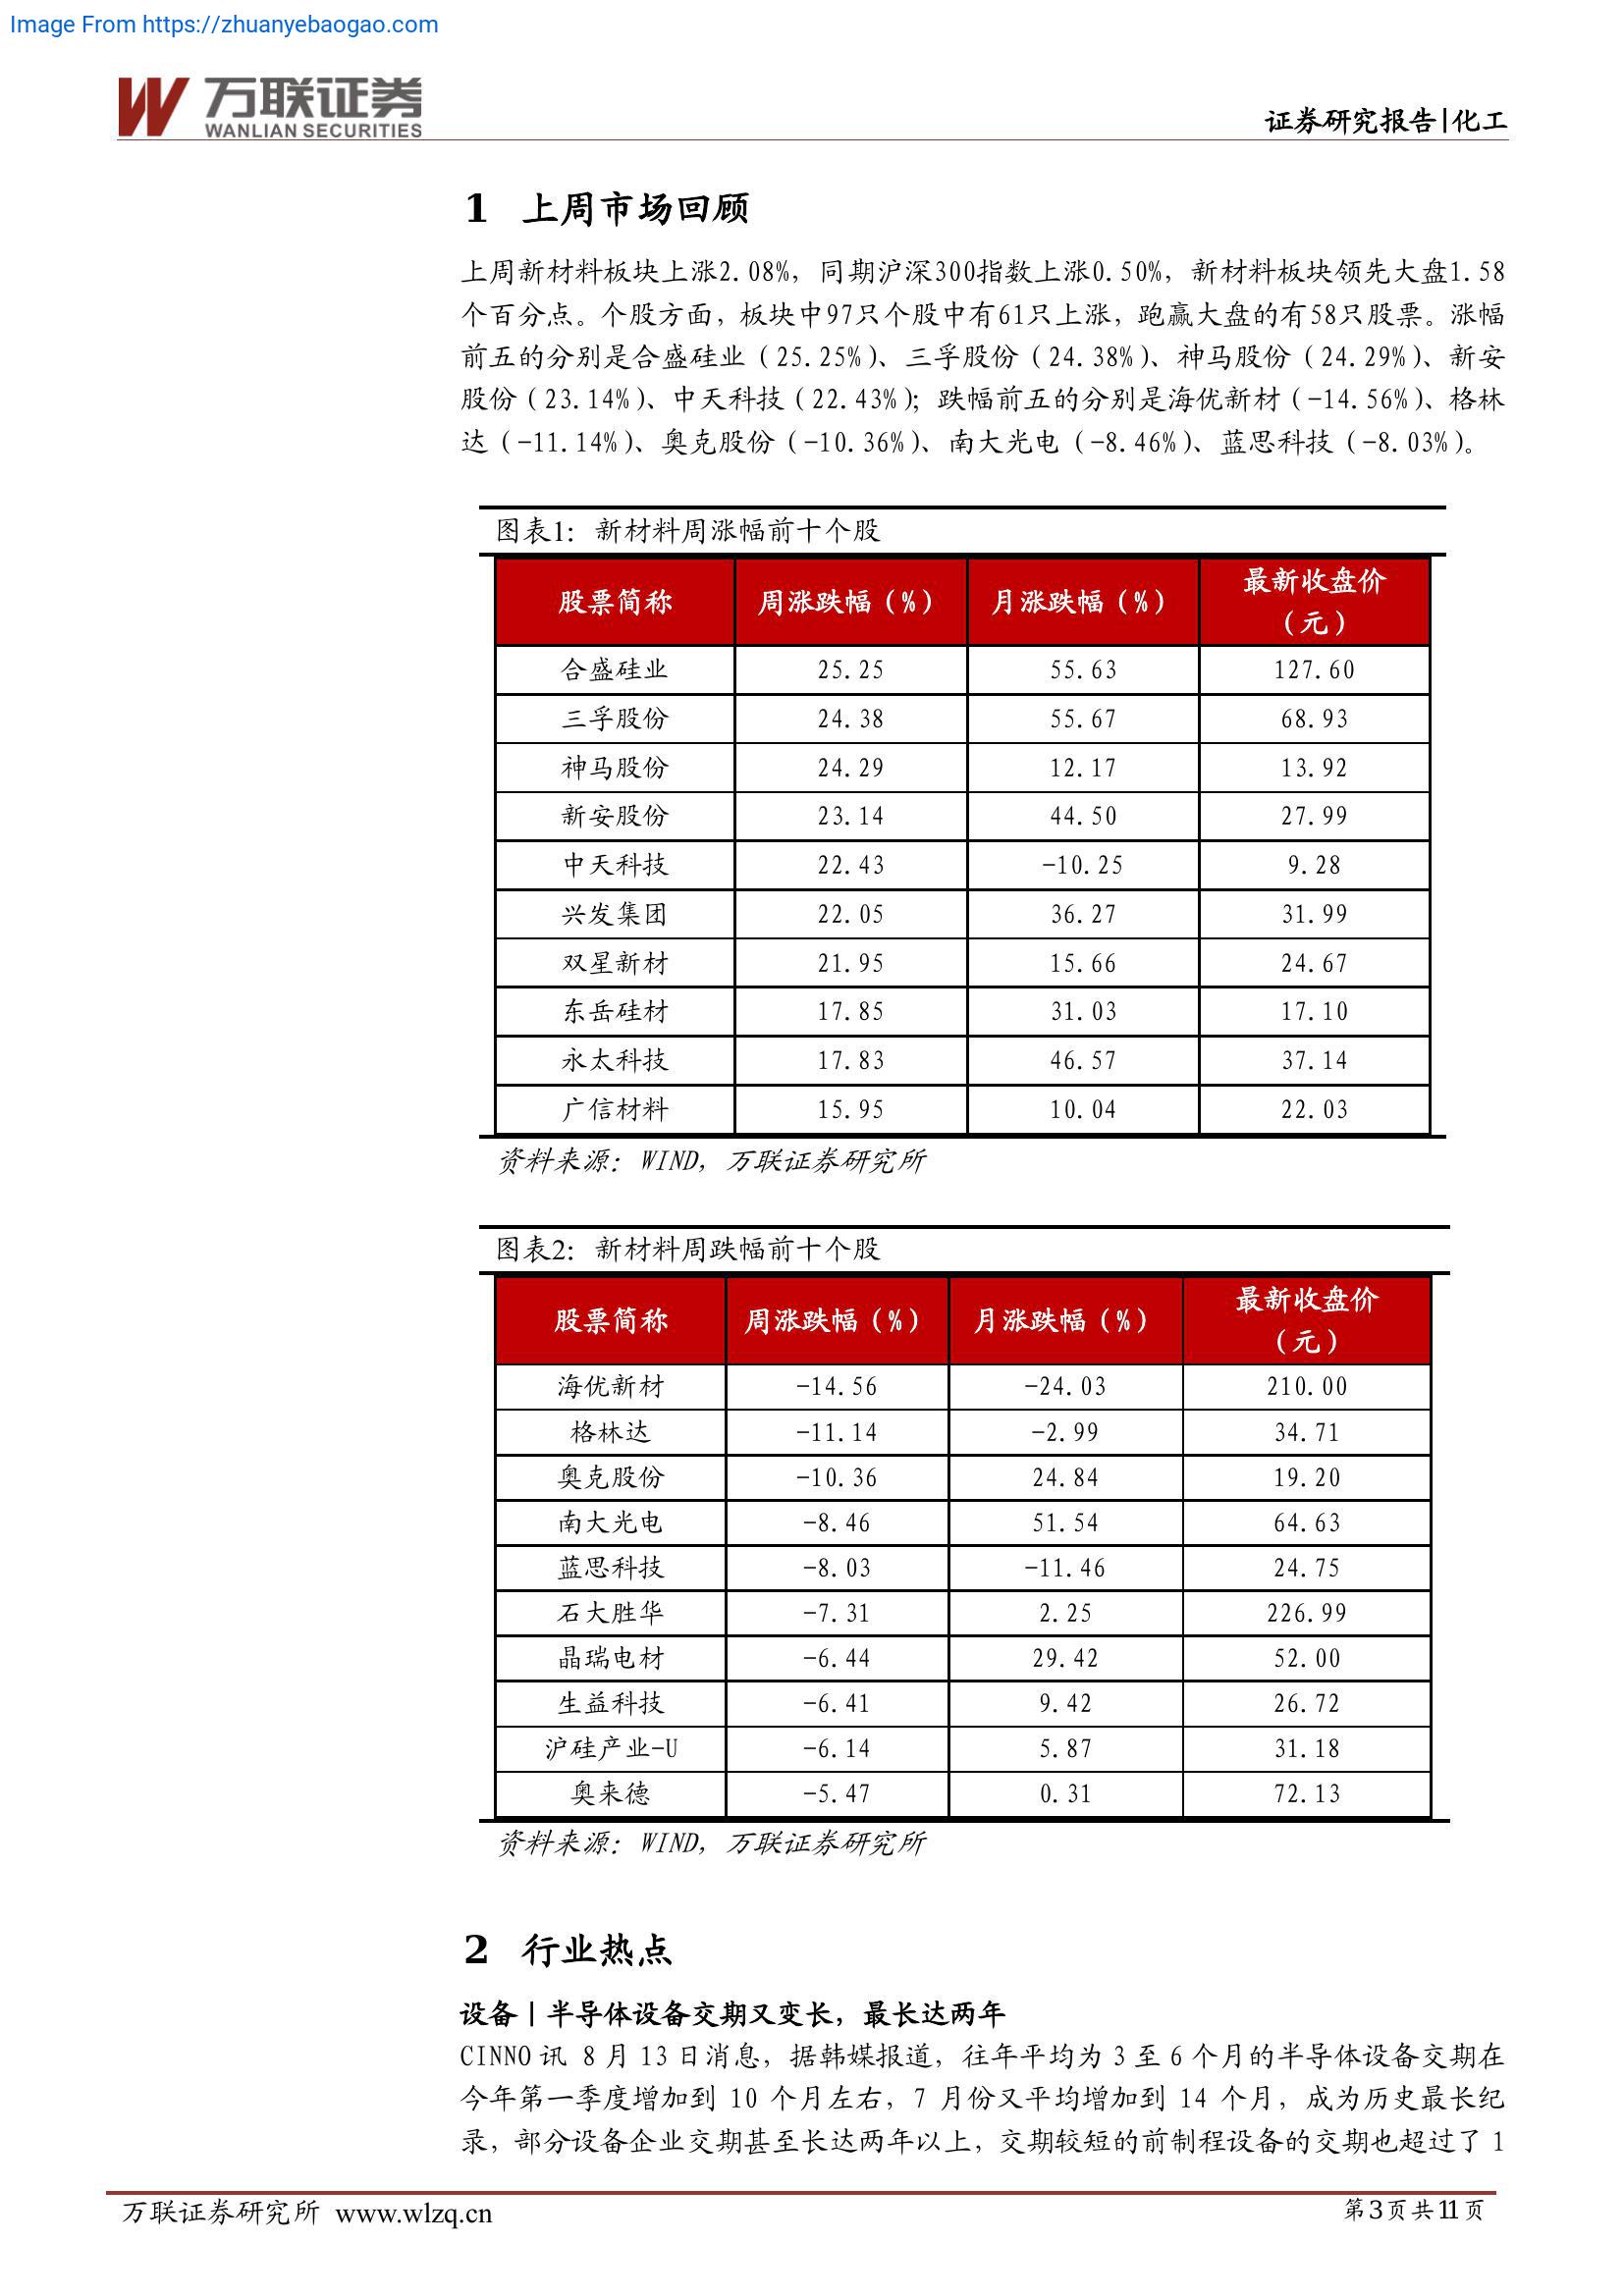 Image From https://zhuanyebaogao.com
万联证券
WANLIAN SECURITIES
证券研究报告|化工
1 上周市场回顾
上周新材料板块上涨2.08%，同期沪深300指数上涨0.50%，新材料板块领先大盘1.58
个百分点。个股方面，板块中97只个股中有61只上涨，跑赢大盘的有58只股票。涨幅
前五的分别是合盛硅业（25.25%）、三孚股份（24.38%）、神马股份（24.29%）、新安
股份（23.14%）、中天科技（22.43%）；跌幅前五的分别是海优新材（-14.56%）、格林
达（-11.14%）、奥克股份（-10.36%）、南大光电（-8.46%）、蓝思科技（-8.03%）。
图表1：新材料周涨幅前十个股
股票简称 周涨跌幅（%） 月涨跌幅（%） 最新收盘价
（元）
合盛硅业 25.25 55.63 127.60
三孚股份 24.38 55.67 68.93
神马股份 24.29 12.17 13.92
新安股份 23.14 44.50 27.99
中天科技 22.43 -10.25 9.28
兴发集团 22.05 36.27 31.99
双星新材 21.95 15.66 24.67
东岳硅材 17.85 31.03 17.10
永太科技 17.83 46.57 37.14
广信材料 15.95 10.04 22.03
资料来源：WIND，万联证券研究所
图表2：新材料周跌幅前十个股
股票简称 周涨跌幅（%） 月涨跌幅（%） 最新收盘价
（元）
海优新材 -14.56 -24.03 210.00
格林达 -11.14 -2.99 34.71
奥克股份 -10.36 24.84 19.20
南大光电 -8.46 51.54 64.63
蓝思科技 -8.03 -11.46 24.75
石大胜华 -7.31 2.25 226.99
晶瑞电材 -6.44 29.42 52.00
生益科技 -6.41 9.42 26.72
沪硅产业-U -6.14 5.87 31.18
奥来德 -5.47 0.31 72.13
资料来源：WIND，万联证券研究所
2 行业热点
设备丨半导体设备交期又变长，最长达两年
CINNO 讯 8 月 13 日消息，据韩媒报道，往年平均为 3 至 6 个月的半导体设备交期在
今年第一季度增加到 10 个月左右，7 月份又平均增加到 14 个月，成为历史最长纪
录，部分设备企业交期甚至长达两年以上，交期较短的前制程设备的交期也超过了 1
万联证券研究所 www.wlzq.cn
第3页共11页